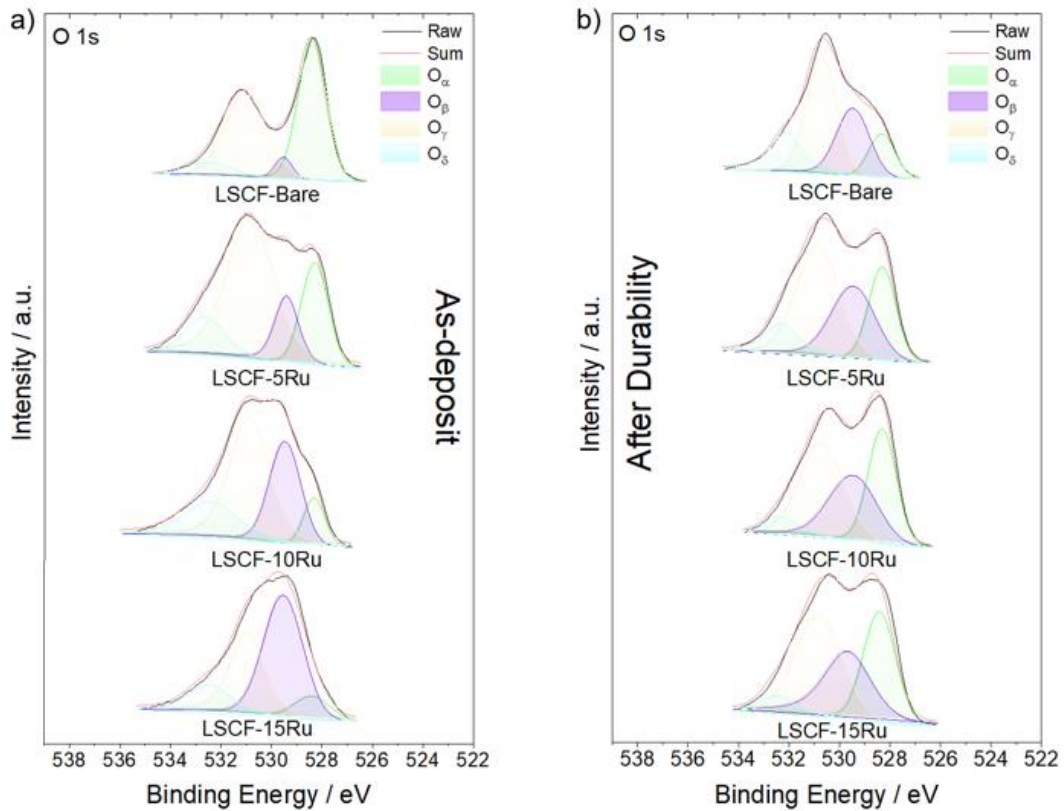 a)
O 1s
Raw
Sum
Oα
Oβ
Oγ
Oδ
LSCF-Bare
LSCF-5Ru
LSCF-10Ru
LSCF-15Ru
As-deposit
Intensity / a.u.
538 536 534 532 530 528 526 524 522
Binding Energy / eV
b)
O 1s
Raw
Sum
Oα
Oβ
Oγ
Oδ
LSCF-Bare
LSCF-5Ru
LSCF-10Ru
LSCF-15Ru
After Durability
Intensity / a.u.
538 536 534 532 530 528 526 524 522
Binding Energy / eV